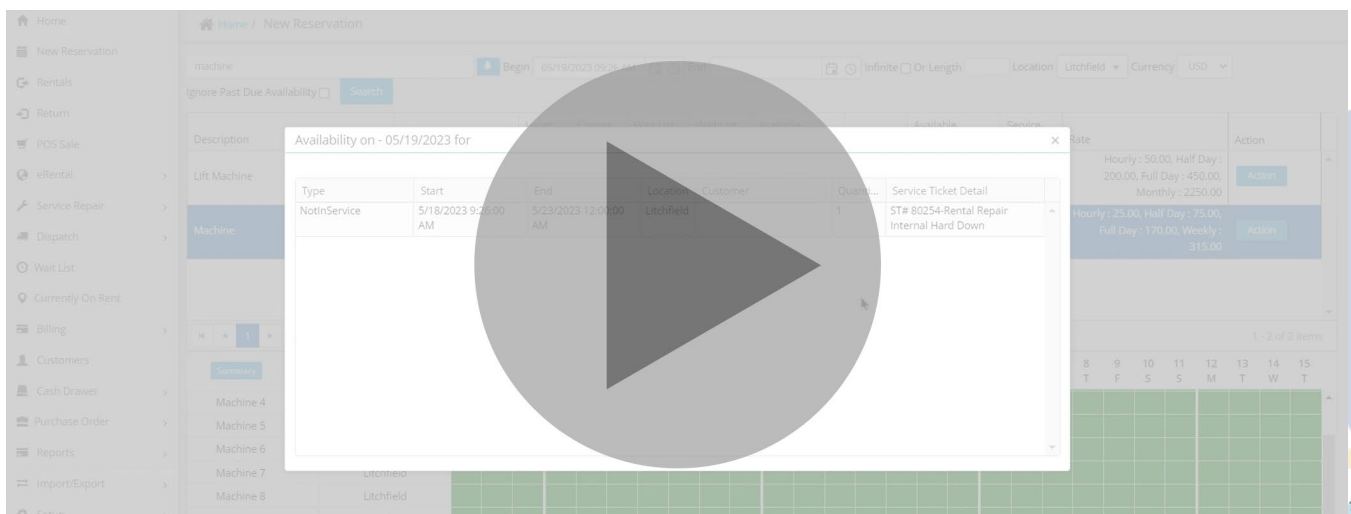 Home
New Reservation
Rentals
Return
POS Sale
eRental
Service Repair
Dispatch
Wait List
Currently On Rent
Billing
Customers
Cash Drawer
Purchase Order
Reports
Import/Export
Home / New Reservation
machine Begin 05/19/2023 09:26 AM End Infinite Or Length Location Litchfield Currency USD
Ignore Past Due Availability Search
Description Available Service Rate Action
Lift Machine Hourly : 50.00, Half Day : 200.00, Full Day : 450.00, Monthly : 2250.00 Action
Machine Hourly : 25.00, Half Day : 75.00, Full Day : 170.00, Weekly : 315.00 Action
Availability on - 05/19/2023 for ×
Type Start End Location Customer Quanti... Service Ticket Detail
NotInService 5/18/2023 9:26:00 AM 5/23/2023 12:00:00 AM Litchfield 1 ST# 80254-Rental Repair Internal Hard Down
1
1 - 2 of 2 items
Summary
8 9 10 11 12 13 14 15
T F S S M T W T
Machine 4
Machine 5
Machine 6
Machine 7 Litchfield
Machine 8 Litchfield